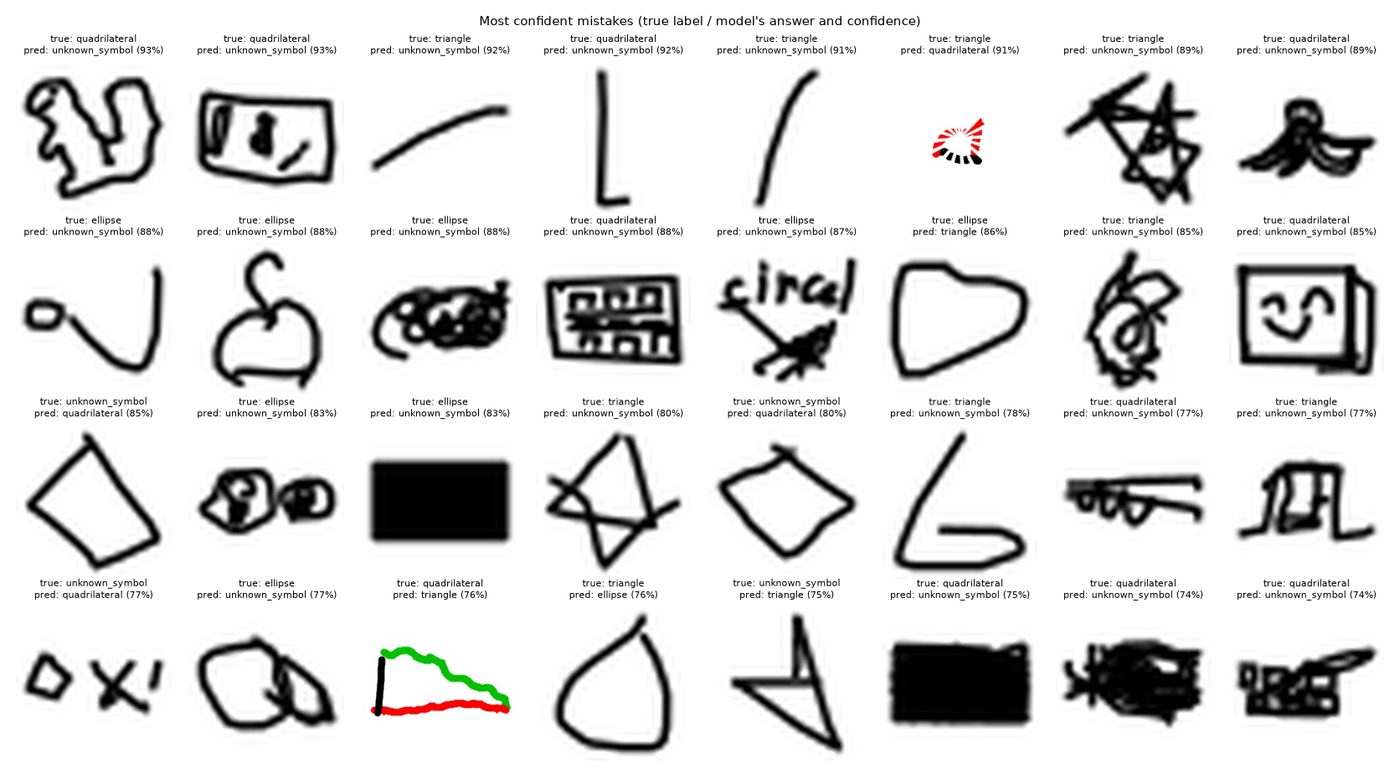 Most confident mistakes (true label / model's answer and confidence)
true: quadrilateral
pred: unknown_symbol (93%)
true: quadrilateral
pred: unknown_symbol (93%)
true: triangle
pred: unknown_symbol (92%)
true: quadrilateral
pred: unknown_symbol (92%)
true: triangle
pred: unknown_symbol (91%)
true: triangle
pred: quadrilateral (91%)
true: triangle
pred: unknown_symbol (89%)
true: quadrilateral
pred: unknown_symbol (89%)
true: ellipse
pred: unknown_symbol (88%)
true: ellipse
pred: unknown_symbol (88%)
true: ellipse
pred: unknown_symbol (88%)
true: quadrilateral
pred: unknown_symbol (88%)
true: ellipse
pred: unknown_symbol (87%)
circel
true: ellipse
pred: triangle (86%)
true: triangle
pred: unknown_symbol (85%)
true: quadrilateral
pred: unknown_symbol (85%)
true: unknown_symbol
pred: quadrilateral (85%)
true: ellipse
pred: unknown_symbol (83%)
true: ellipse
pred: unknown_symbol (83%)
true: triangle
pred: unknown_symbol (80%)
true: unknown_symbol
pred: quadrilateral (80%)
true: triangle
pred: unknown_symbol (78%)
true: quadrilateral
pred: unknown_symbol (77%)
true: triangle
pred: unknown_symbol (77%)
true: unknown_symbol
pred: quadrilateral (77%)
true: ellipse
pred: unknown_symbol (77%)
true: quadrilateral
pred: triangle (76%)
true: triangle
pred: ellipse (76%)
true: unknown_symbol
pred: triangle (75%)
true: quadrilateral
pred: unknown_symbol (75%)
true: quadrilateral
pred: unknown_symbol (74%)
true: quadrilateral
pred: unknown_symbol (74%)